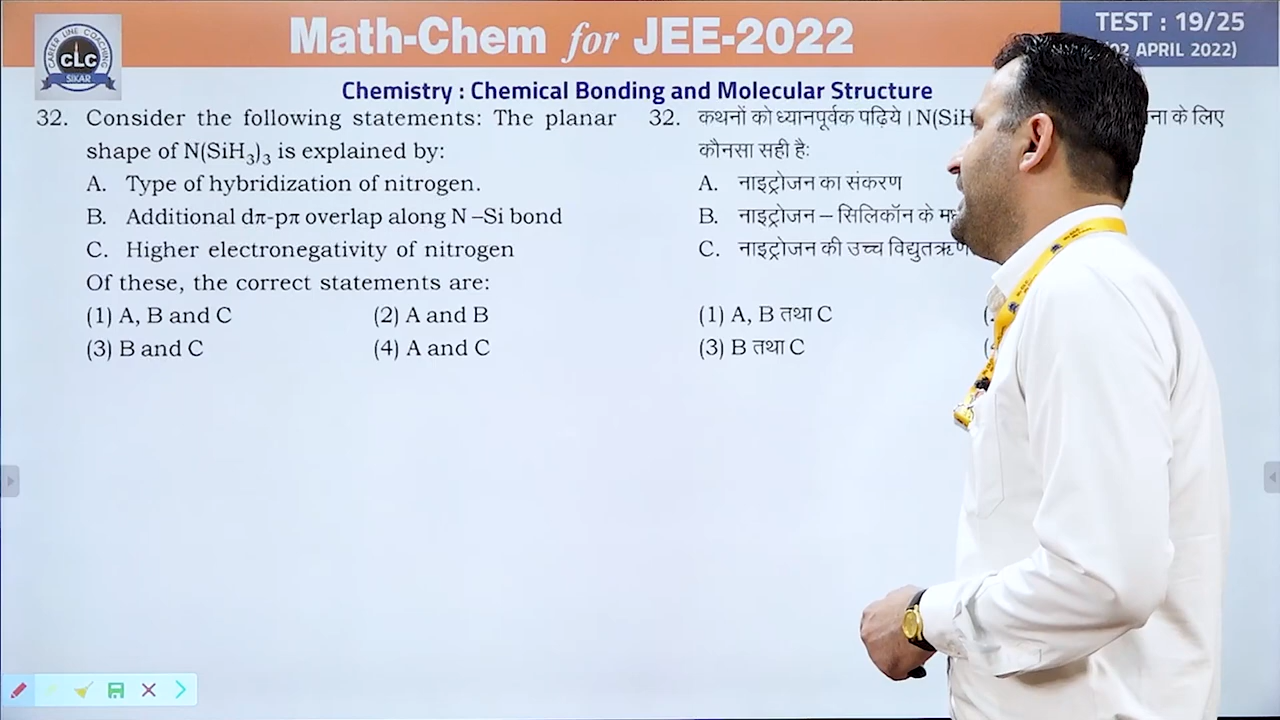 CAREER LINE COACHING
CLC
SIKAR
Math-Chem for JEE-2022
TEST : 19/25
02 APRIL 2022)
Chemistry : Chemical Bonding and Molecular Structure
32. Consider the following statements: The planar
shape of N(SiH₃)₃ is explained by:
A. Type of hybridization of nitrogen.
B. Additional dπ-pπ overlap along N –Si bond
C. Higher electronegativity of nitrogen
Of these, the correct statements are:
(1) A, B and C (2) A and B
(3) B and C (4) A and C
32. कथनों को ध्यानपूर्वक पढ़िये। N(SiH ना के लिए
कौनसा सही है:
A. नाइट्रोजन का संकरण
B. नाइट्रोजन – सिलिकॉन के
C. नाइट्रोजन की उच्च विद्युतऋण
(1) A, B तथा C
(3) B तथा C